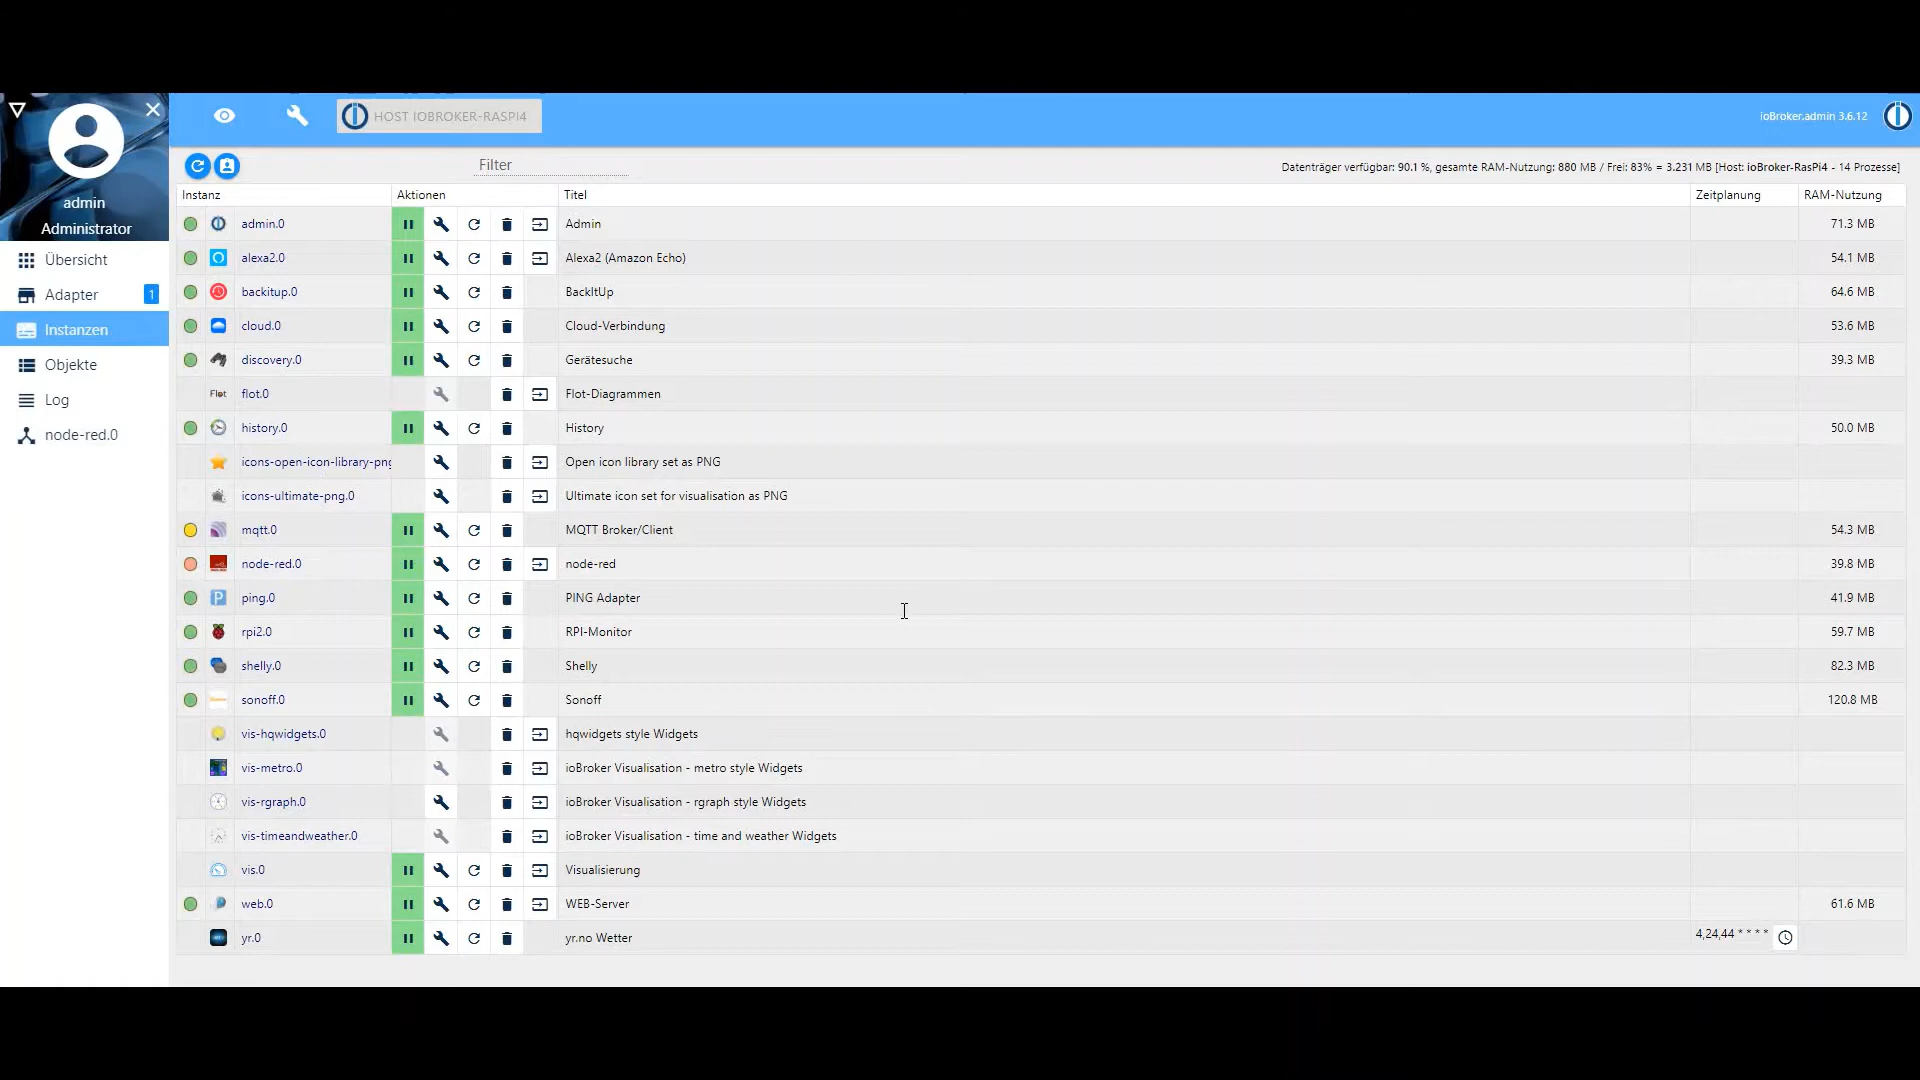 HOST IOBROKER-RASPI4
ioBroker.admin 3.6.12
Filter
Datenträger verfügbar: 90.1 %, gesamte RAM-Nutzung: 880 MB / Frei: 83% = 3.231 MB [Host: ioBroker-RasPi4 - 14 Prozesse]
admin
Administrator
Übersicht
Adapter 1
Instanzen
Objekte
Log
node-red.0
Instanz Aktionen Titel Zeitplanung RAM-Nutzung
admin.0 Admin 71.3 MB
alexa2.0 Alexa2 (Amazon Echo) 54.1 MB
backitup.0 BackItUp 64.6 MB
cloud.0 Cloud-Verbindung 53.6 MB
discovery.0 Gerätesuche 39.3 MB
Flot flot.0 Flot-Diagrammen
history.0 History 50.0 MB
icons-open-icon-library-png Open icon library set as PNG
icons-ultimate-png.0 Ultimate icon set for visualisation as PNG
mqtt.0 MQTT Broker/Client 54.3 MB
node-red.0 node-red 39.8 MB
P ping.0 PING Adapter 41.9 MB
rpi2.0 RPI-Monitor 59.7 MB
shelly.0 Shelly 82.3 MB
sonoff.0 Sonoff 120.8 MB
vis-hqwidgets.0 hqwidgets style Widgets
vis-metro.0 ioBroker Visualisation - metro style Widgets
vis-rgraph.0 ioBroker Visualisation - rgraph style Widgets
vis-timeandweather.0 ioBroker Visualisation - time and weather Widgets
vis.0 Visualisierung
web.0 WEB-Server 61.6 MB
yr.0 yr.no Wetter 4,24,44 * * * *